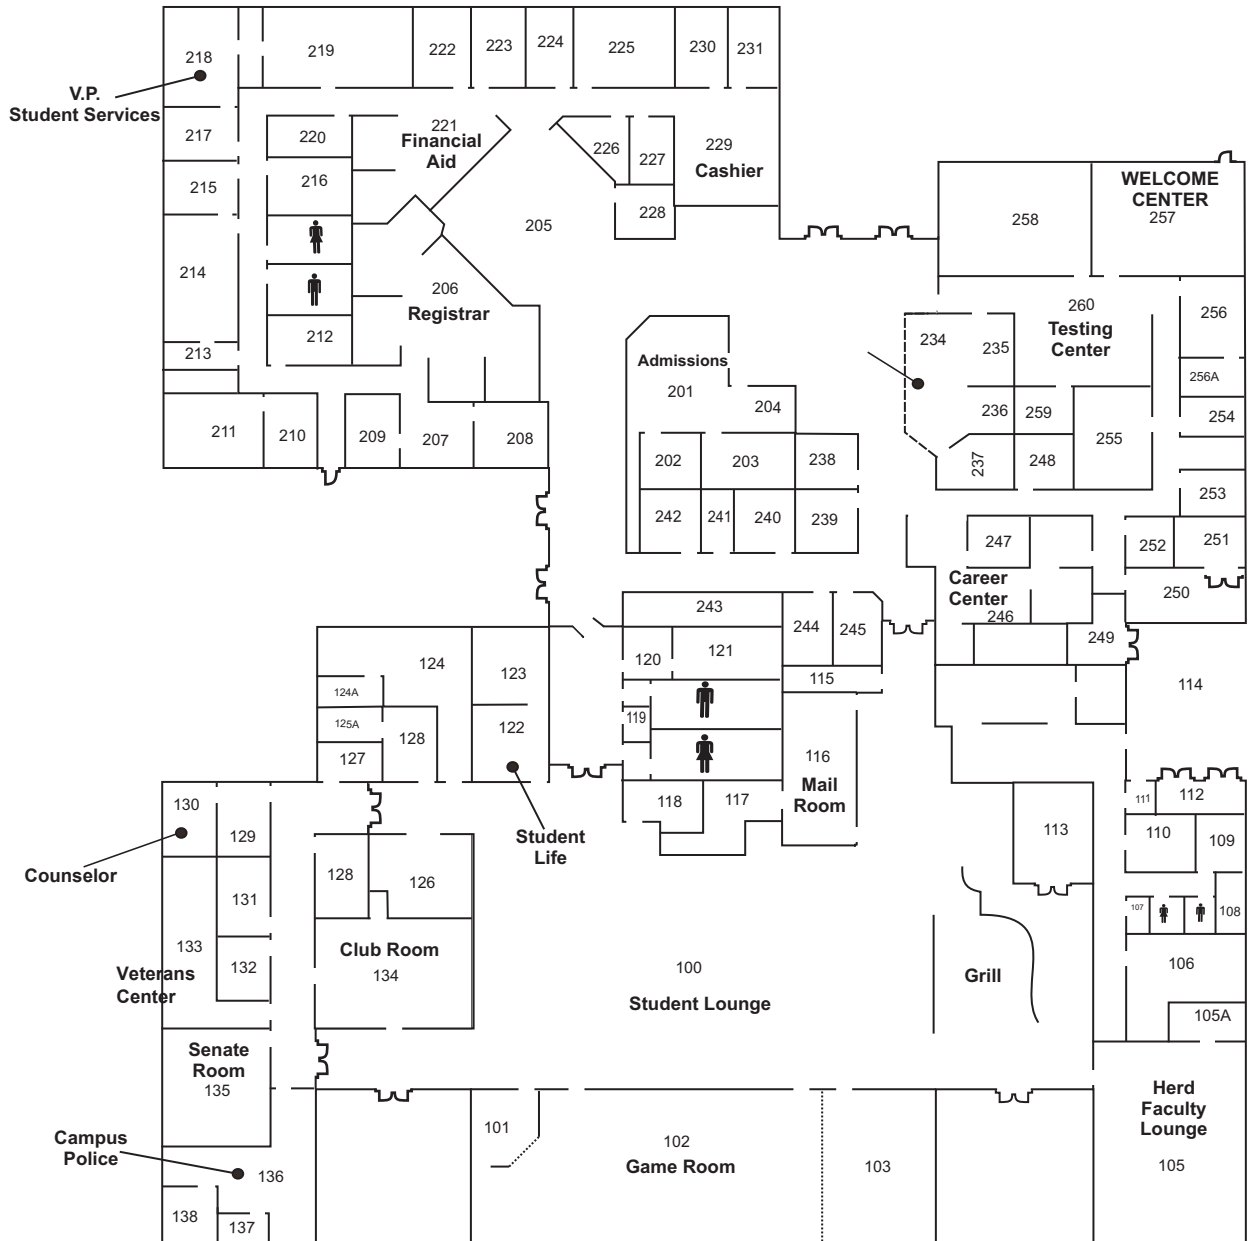 218
219
222
223
224
225
230
231
V.P.
Student Services
217
220
221
Financial
Aid
226
227
229
Cashier
WELCOME
CENTER
257
258
215
216
228
205
214
206
Registrar
212
213
260
Testing
Center
256
234
235
Admissions
201
204
256A
254
236
259
255
211
210
209
207
208
202
203
238
237
248
253
242
241
240
239
247
252
251
Career
Center
246
250
249
243
244
245
124
123
120
121
115
114
124A
125A
128
127
122
119
116
Mail
Room
118
117
111
112
110
109
113
130
129
Student
Life
Counselor
128
126
131
107
108
133
132
Veterans
Center
Club Room
134
100
Student Lounge
Grill
106
105A
Senate
Room
135
Herd
Faculty
Lounge
105
Campus
Police
136
101
102
Game Room
103
138
137